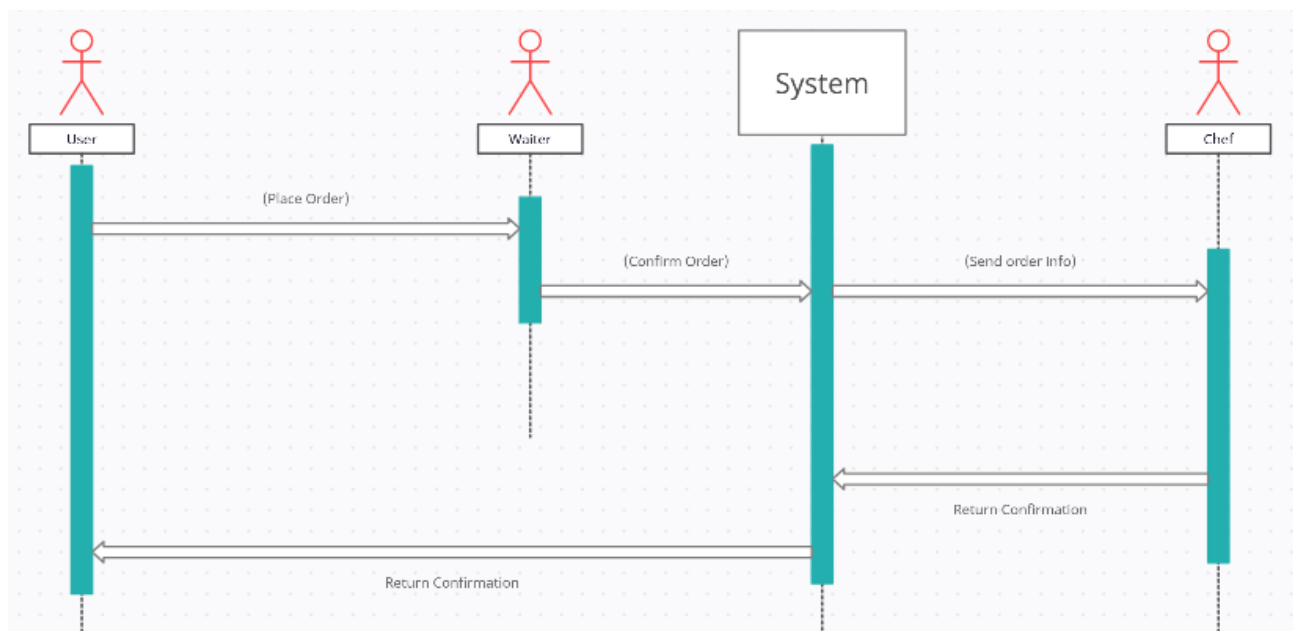 System
User
Waiter
Chef
(Place Order)
(Confirm Order)
(Send order Info)
Return Confirmation
Return Confirmation